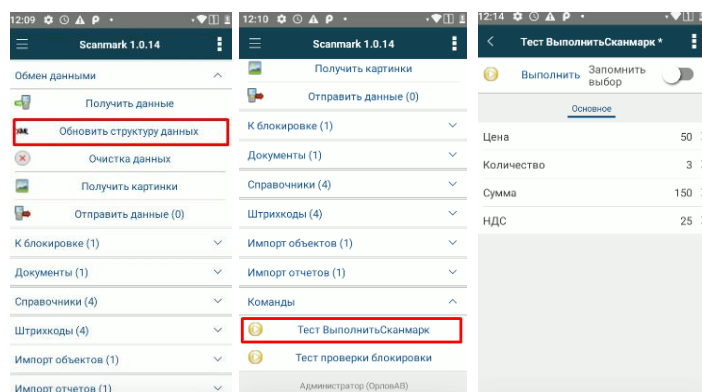 12:09
Scanmark 1.0.14
Обмен данными
Получить данные
XML Обновить структуру данных
Очистка данных
Получить картинки
Отправить данные (0)
К блокировке (1)
Документы (1)
Справочники (4)
Штрихкоды (4)
Импорт объектов (1)
Импорт отчетов (1)
12:10
Scanmark 1.0.14
Получить картинки
Отправить данные (0)
К блокировке (1)
Документы (1)
Справочники (4)
Штрихкоды (4)
Импорт объектов (1)
Импорт отчетов (1)
Команды
Тест ВыполнитьСканмарк
Тест проверки блокировки
Администратор (ОрловАВ)
12:14
Тест ВыполнитьСканмарк *
Выполнить Запомнить
выбор
Основное
Цена 50
Количество 3
Сумма 150
НДС 25